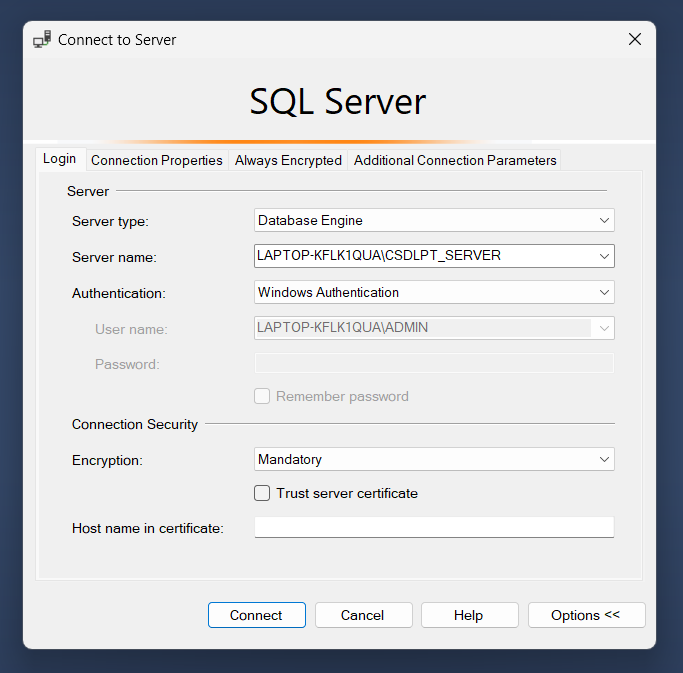 Connect to Server
SQL Server
Login Connection Properties Always Encrypted Additional Connection Parameters
Server
Server type: Database Engine
Server name: LAPTOP-KFLK1QUA\CSDLPT_SERVER
Authentication: Windows Authentication
User name: LAPTOP-KFLK1QUA\ADMIN
Password:
Remember password
Connection Security
Encryption: Mandatory
Trust server certificate
Host name in certificate:
Connect Cancel Help Options <<